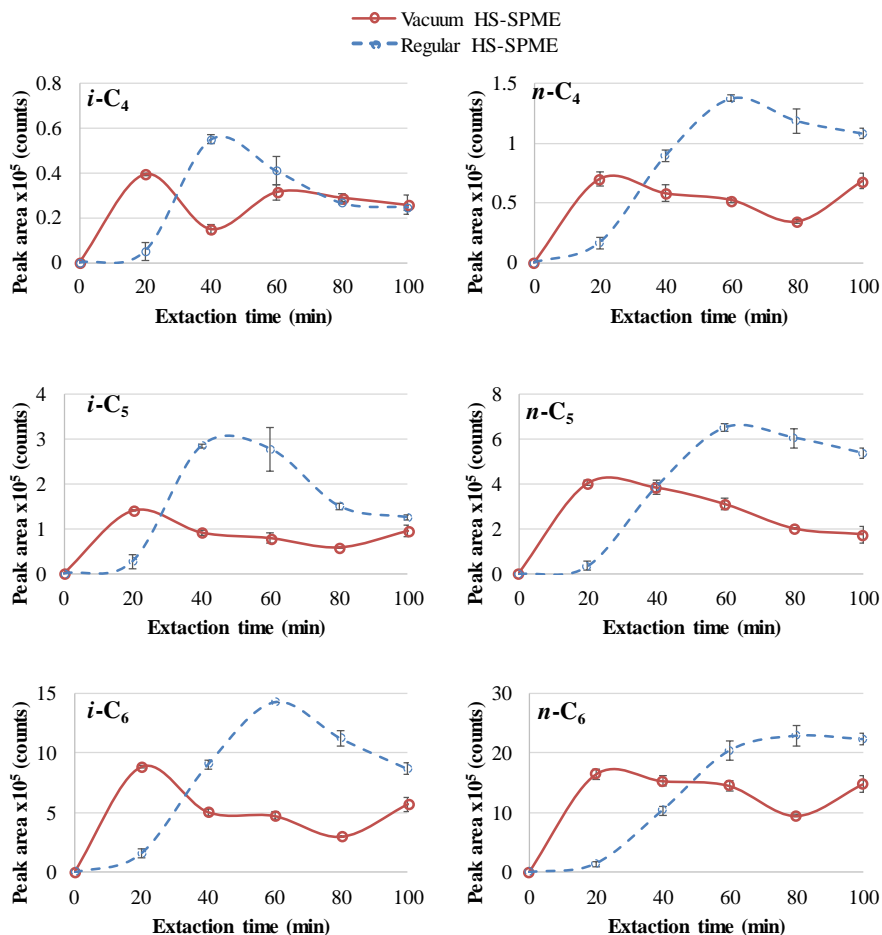 Vacuum HS-SPME
Regular HS-SPME
i-C4
Peak area x10^5 (counts)
0.8
0.6
0.4
0.2
0
0 20 40 60 80 100
Extaction time (min)
n-C4
Peak area x10^5 (counts)
1.5
1
0.5
0
0 20 40 60 80 100
Extaction time (min)
i-C5
Peak area x10^5 (counts)
4
3
2
1
0
0 20 40 60 80 100
Extaction time (min)
n-C5
Peak area x10^5 (counts)
8
6
4
2
0
0 20 40 60 80 100
Extaction time (min)
i-C6
Peak area x10^5 (counts)
15
10
5
0
0 20 40 60 80 100
Extaction time (min)
n-C6
Peak area x10^5 (counts)
30
20
10
0
0 20 40 60 80 100
Extaction time (min)